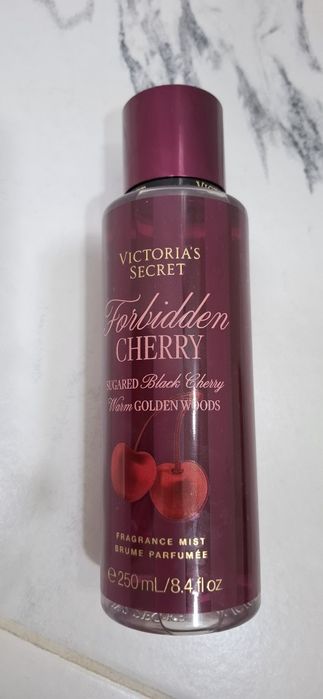 VICTORIA'S
SECRET
Forbidden
CHERRY
SUGARED Black Cherry
Warm GOLDEN WOODS
FRAGRANCE MIST
BRUME PARFUMÉE
℮ 250 mL/8.4 fl oz